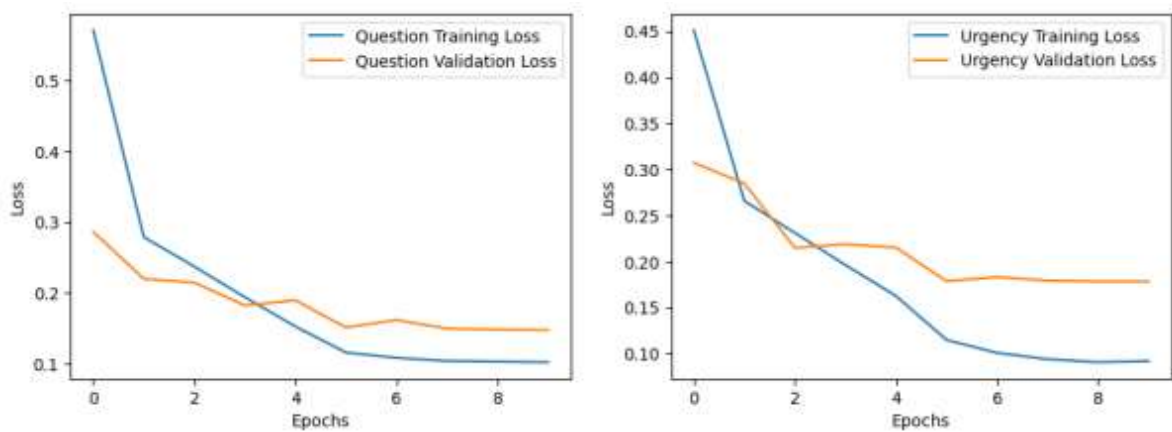 Question Training Loss
Question Validation Loss
0.5
0.4
0.3
0.2
0.1
Loss
0
2
4
6
8
Epochs
Urgency Training Loss
Urgency Validation Loss
0.45
0.40
0.35
0.30
0.25
0.20
0.15
0.10
Loss
0
2
4
6
8
Epochs